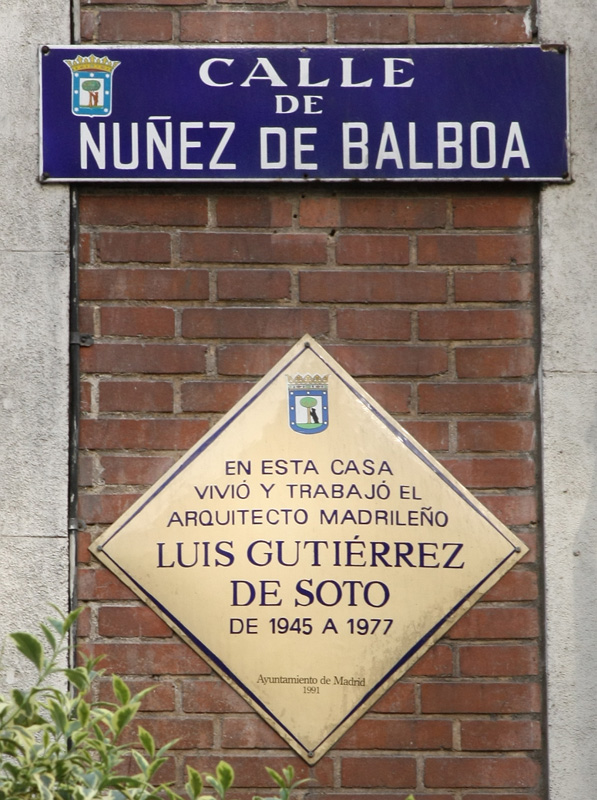 CALLE
DE
NUÑEZ DE BALBOA
EN ESTA CASA
VIVIÓ Y TRABAJÓ EL
ARQUITECTO MADRILEÑO
LUIS GUTIÉRREZ
DE SOTO
DE 1945 A 1977
Ayuntamiento de Madrid
1991